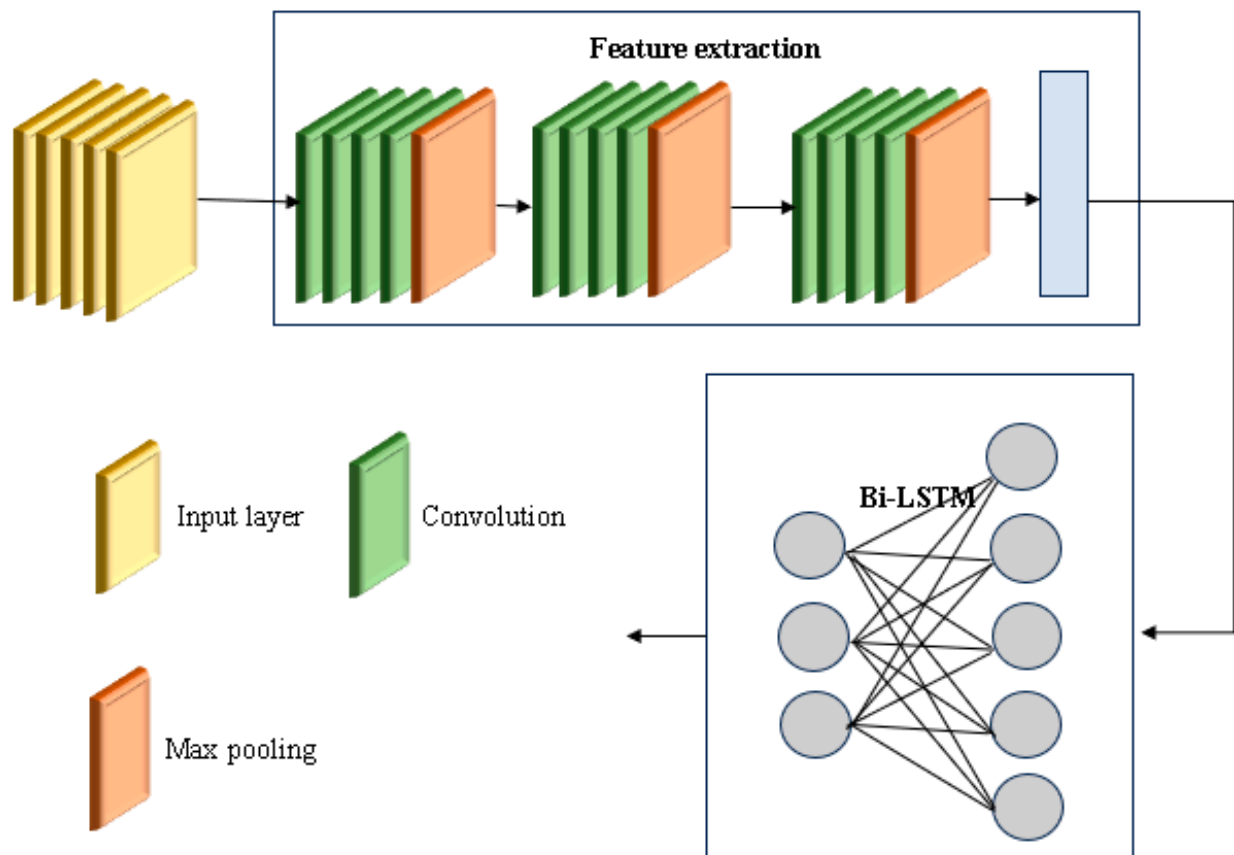 Feature extraction
Bi-LSTM
Input layer
Convolution
Max pooling